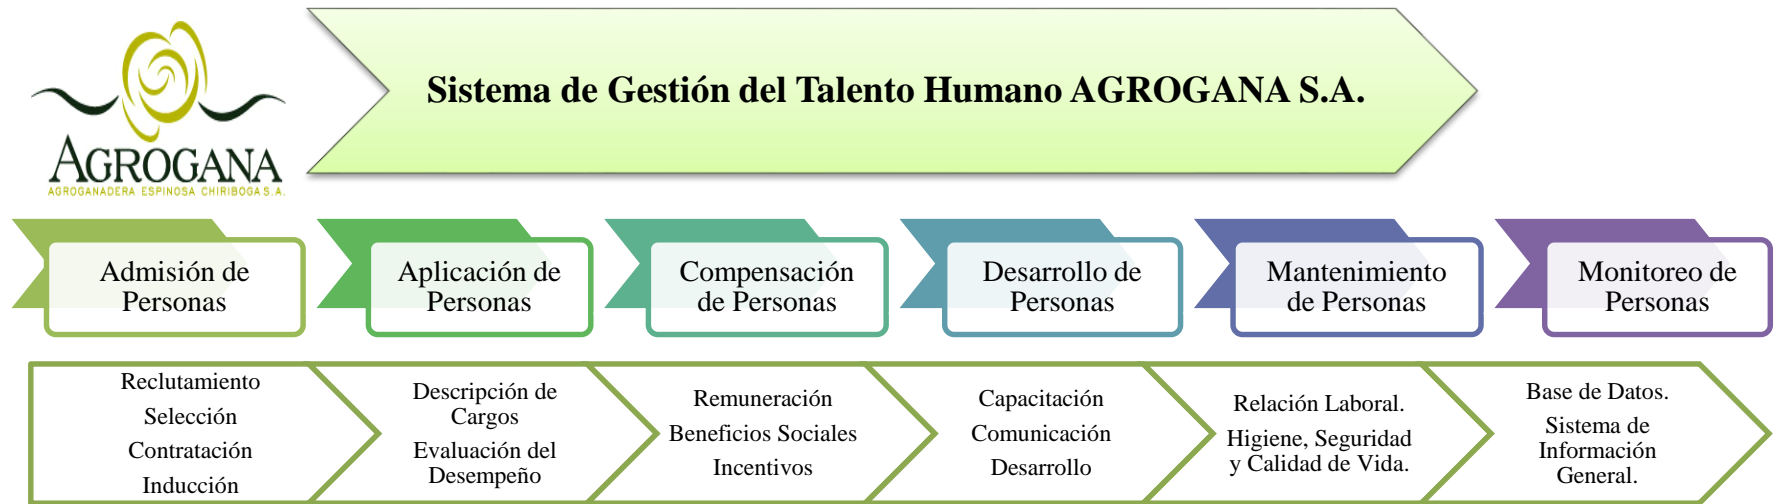 AGROGANA
AGROGANADERA ESPINOSA CHIRIBOGA S.A.
Sistema de Gestión del Talento Humano AGROGANA S.A.
Admisión de
Personas
Aplicación de
Personas
Compensación
de Personas
Desarrollo de
Personas
Mantenimiento
de Personas
Monitoreo de
Personas
Reclutamiento
Selección
Contratación
Inducción
Descripción de
Cargos
Evaluación del
Desempeño
Remuneración
Beneficios Sociales
Incentivos
Capacitación
Comunicación
Desarrollo
Relación Laboral.
Higiene, Seguridad
y Calidad de Vida.
Base de Datos.
Sistema de
Información
General.